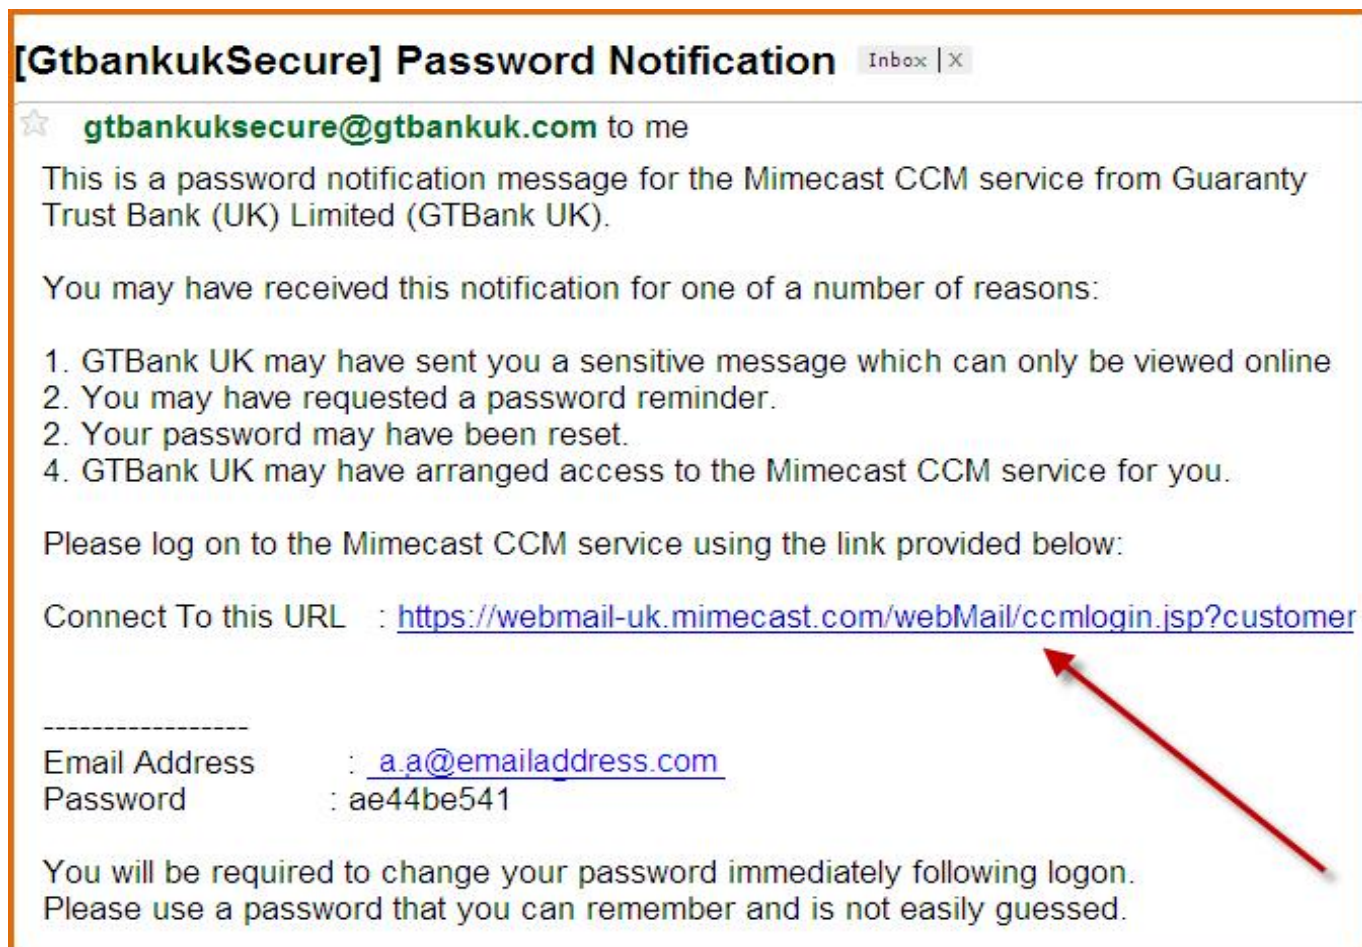 [GtbankukSecure] Password Notification Inbox | X
gtbankuksecure@gtbankuk.com to me
This is a password notification message for the Mimecast CCM service from Guaranty
Trust Bank (UK) Limited (GTBank UK).
You may have received this notification for one of a number of reasons:
1. GTBank UK may have sent you a sensitive message which can only be viewed online
2. You may have requested a password reminder.
2. Your password may have been reset.
4. GTBank UK may have arranged access to the Mimecast CCM service for you.
Please log on to the Mimecast CCM service using the link provided below:
Connect To this URL : https://webmail-uk.mimecast.com/webMail/ccmlogin.jsp?customer
-----------------
Email Address : a.a@emailaddress.com
Password : ae44be541
You will be required to change your password immediately following logon.
Please use a password that you can remember and is not easily guessed.